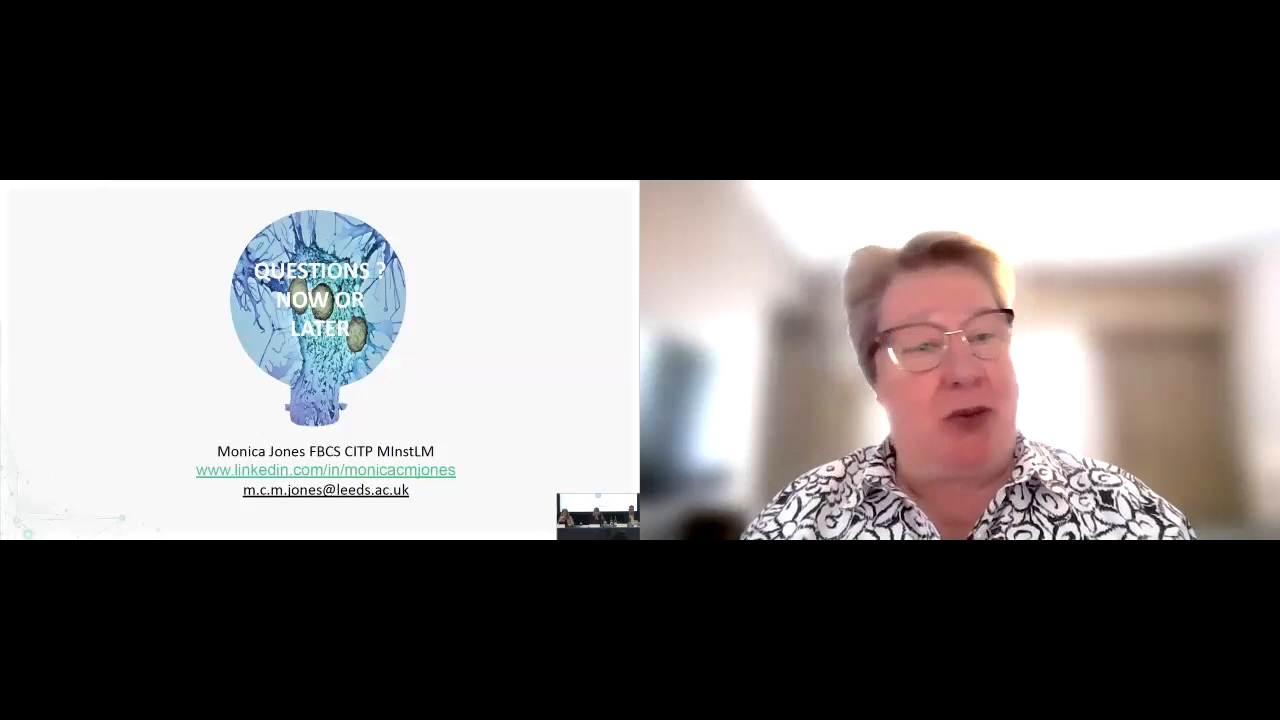 QUESTIONS ?
NOW OR
LATER
Monica Jones FBCS CITP MInstLM
www.linkedin.com/in/monicacmjones
m.c.m.jones@leeds.ac.uk